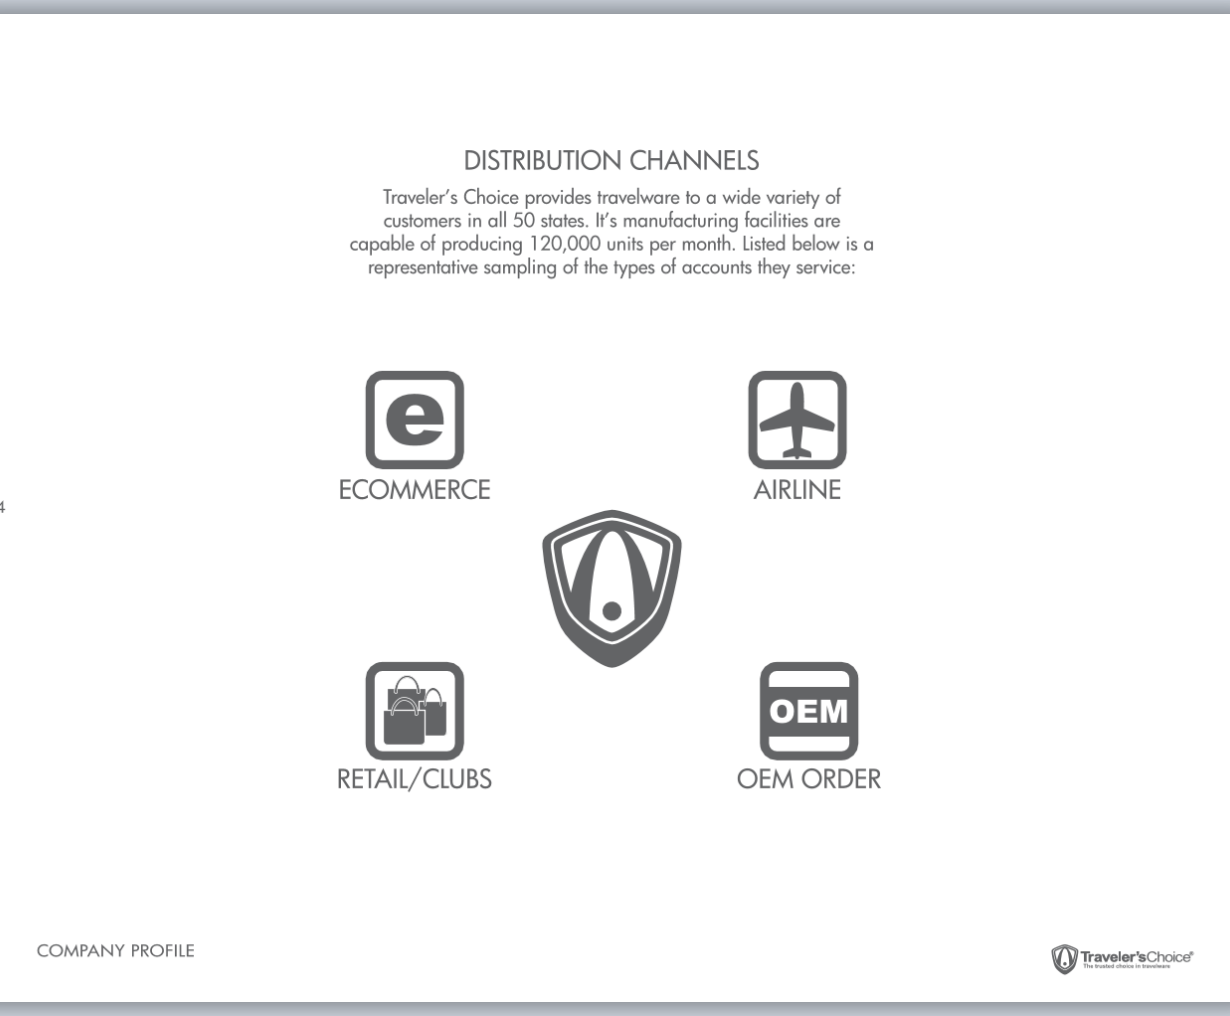 DISTRIBUTION CHANNELS
Traveler's Choice provides travelware to a wide variety of
customers in all 50 states. It's manufacturing facilities are
capable of producing 120,000 units per month. Listed below is a
representative sampling of the types of accounts they service:
e
ECOMMERCE
AIRLINE
4
RETAIL/CLUBS
OEM
OEM ORDER
COMPANY PROFILE
Traveler'sChoice®
The trusted choice in travelware